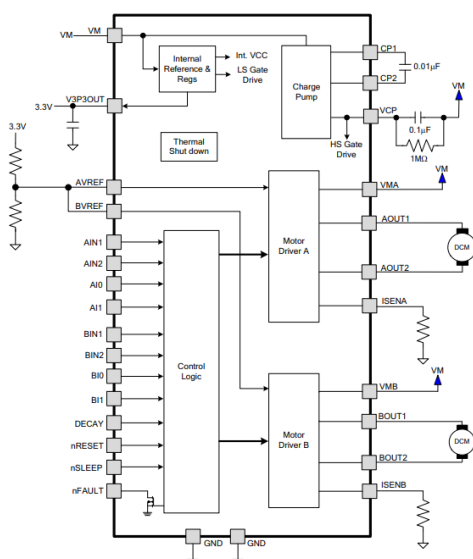 VM
VM
Internal
Reference &
Regs
Int. VCC
LS Gate
Drive
Charge
Pump
CP1
0.01µF
CP2
VM
VCP
0.1µF
1MΩ
HS Gate
Drive
3.3V
V3P3OUT
Thermal
Shut down
3.3V
AVREF
BVREF
VM
VMA
AOUT1
DCM
AOUT2
ISENA
Motor
Driver A
AIN1
AIN2
AI0
AI1
BIN1
BIN2
BI0
BI1
DECAY
nRESET
nSLEEP
nFAULT
Control
Logic
VM
VMB
BOUT1
DCM
BOUT2
ISENB
Motor
Driver B
GND
GND